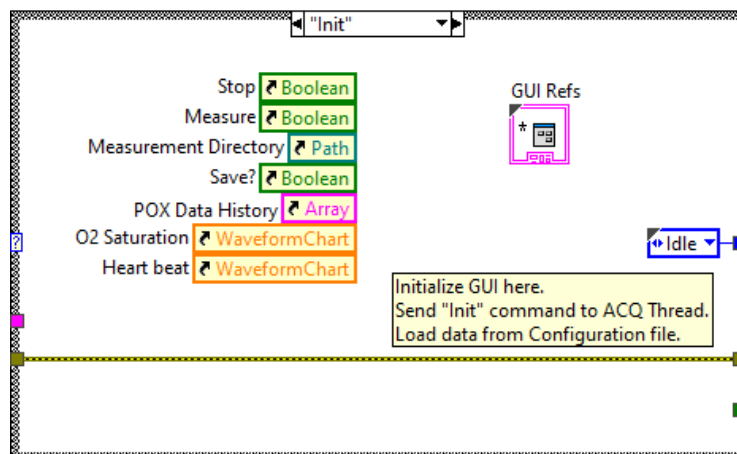 "Init"
Stop Boolean
Measure Boolean
Measurement Directory Path
Save? Boolean
POX Data History Array
O2 Saturation WaveformChart
Heart beat WaveformChart
GUI Refs
*
?
Idle
Initialize GUI here.
Send "Init" command to ACQ Thread.
Load data from Configuration file.